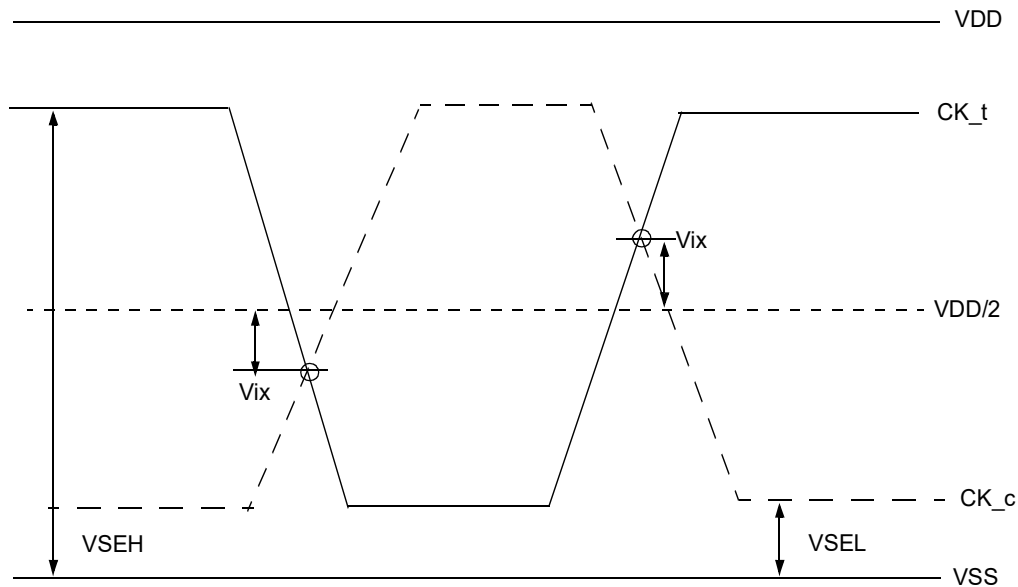 VDD
CK_t
Vix
VDD/2
Vix
CK_c
VSEH
VSEL
VSS